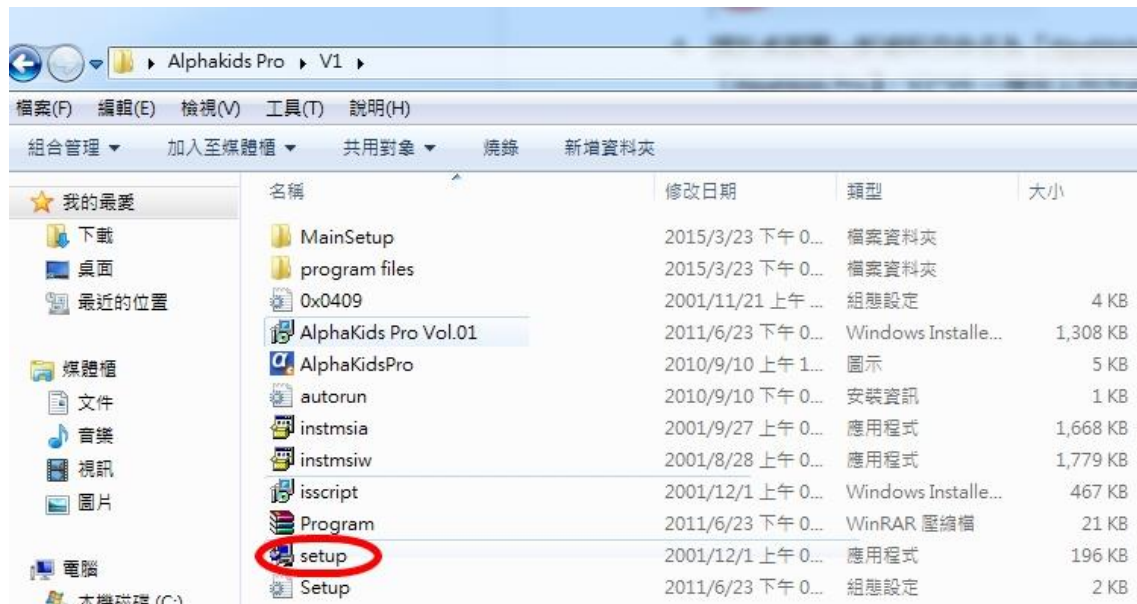 Alphakids Pro ▸ V1 ▸
檔案(F) 編輯(E) 檢視(V) 工具(T) 說明(H)
組合管理 ▼ 加入至媒體櫃 ▼ 共用對象 ▼ 燒錄 新增資料夾
我的最愛
下載
桌面
最近的位置
媒體櫃
文件
音樂
視訊
圖片
電腦
本機磁碟 (C:)
名稱 修改日期 類型 大小
MainSetup 2015/3/23 下午 0... 檔案資料夾
program files 2015/3/23 下午 0... 檔案資料夾
0x0409 2001/11/21 上午 ... 組態設定 4 KB
AlphaKids Pro Vol.01 2011/6/23 下午 0... Windows Installe... 1,308 KB
AlphaKidsPro 2010/9/10 上午 1... 圖示 5 KB
autorun 2010/9/10 下午 0... 安裝資訊 1 KB
instmsia 2001/9/27 上午 0... 應用程式 1,668 KB
instmsiw 2001/8/28 上午 0... 應用程式 1,779 KB
isscript 2001/12/1 上午 0... Windows Installe... 467 KB
Program 2011/6/23 下午 0... WinRAR 壓縮檔 21 KB
setup 2001/12/1 上午 0... 應用程式 196 KB
Setup 2011/6/23 下午 0... 組態設定 2 KB